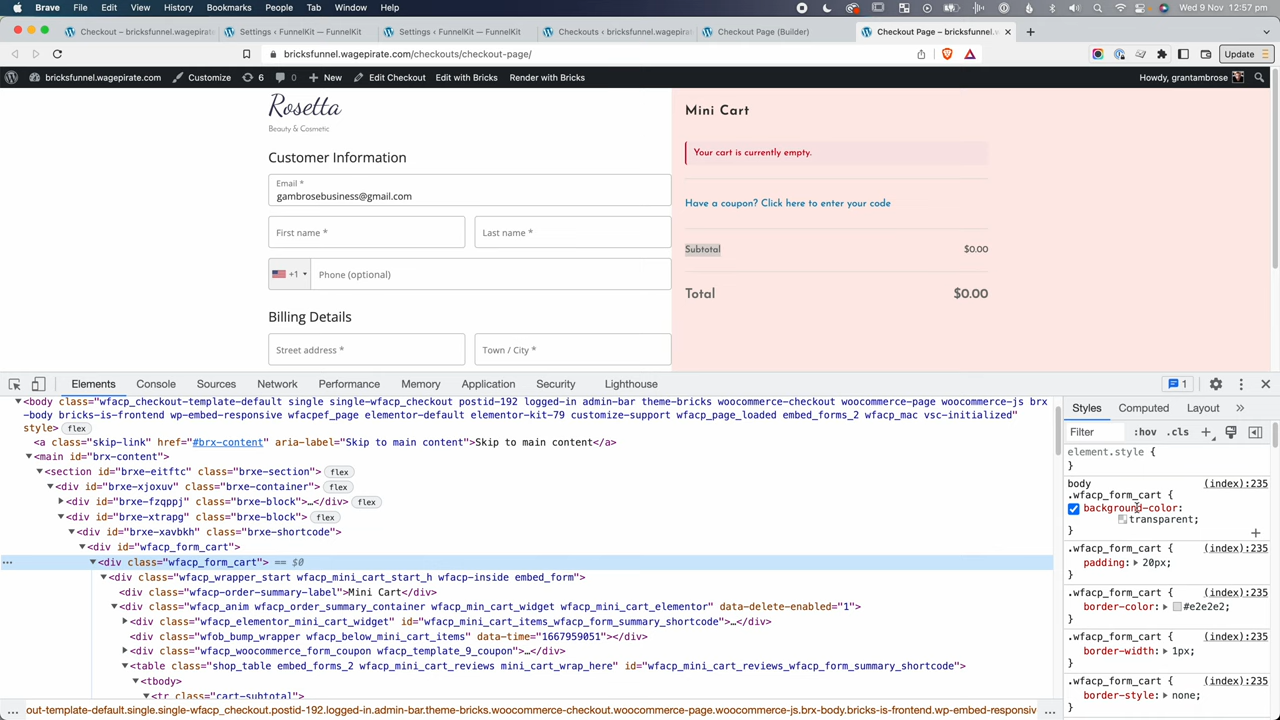 Brave File Edit View History Bookmarks People Tab Window Help Wed 9 Nov 12:57 pm
Checkout – bricksfunnel.wagepirate. Settings ‹ FunnelKit — FunnelKit Settings ‹ FunnelKit — FunnelKit Checkouts ‹ bricksfunnel.wagepira Checkout Page (Builder) Checkout Page – bricksfunnel.w
bricksfunnel.wagepirate.com/checkouts/checkout-page/ Update
bricksfunnel.wagepirate.com Customize 6 0 New Edit Checkout Edit with Bricks Render with Bricks Howdy, grantambrose
Rosetta
Beauty & Cosmetic
Customer Information
Email *
gambrosebusiness@gmail.com
First name * Last name *
+1 Phone (optional)
Billing Details
Street address * Town / City *
Mini Cart
Your cart is currently empty.
Have a coupon? Click here to enter your code
Subtotal $0.00
Total $0.00
Elements Console Sources Network Performance Memory Application Security Lighthouse 1
<body class="wfacp_checkout-template-default single single-wfacp_checkout postid-192 logged-in admin-bar theme-bricks woocommerce-checkout woocommerce-page woocommerce-js brx
-body bricks-is-frontend wp-embed-responsive wfacpef_page elementor-default elementor-kit-79 customize-support wfacp_page_loaded embed_forms_2 wfacp_mac vsc-initialized"
style> flex
<a class="skip-link" href="#brx-content" aria-label="Skip to main content">Skip to main content</a>
<main id="brx-content">
<section id="brxe-eitftc" class="brxe-section"> flex
<div id="brxe-xjoxuv" class="brxe-container"> flex
<div id="brxe-fzqppj" class="brxe-block">…</div> flex
<div id="brxe-xtrapg" class="brxe-block"> flex
<div id="brxe-xavbkh" class="brxe-shortcode">
<div id="wfacp_form_cart">
<div class="wfacp_form_cart"> == $0
<div class="wfacp_wrapper_start wfacp_mini_cart_start_h wfacp-inside embed_form">
<div class="wfacp-order-summary-label">Mini Cart</div>
<div class="wfacp_anim wfacp_order_summary_container wfacp_min_cart_widget wfacp_mini_cart_elementor" data-delete-enabled="1">
<div class="wfacp_elementor_mini_cart_widget" id="wfacp_mini_cart_items_wfacp_form_summary_shortcode">…</div>
<div class="wfob_bump_wrapper wfacp_below_mini_cart_items" data-time="1667959051"></div>
<div class="wfacp_woocommerce_form_coupon wfacp_template_9_coupon">…</div>
<table class="shop_table embed_forms_2 wfacp_mini_cart_reviews mini_cart_wrap_here" id="wfacp_mini_cart_reviews_wfacp_form_summary_shortcode">
<tbody>
<tr class="cart-subtotal">
... out-template-default.single.single-wfacp_checkout.postid-192.logged-in.admin-bar.theme-bricks.woocommerce-checkout.woocommerce-page.woocommerce-js.brx-body.bricks-is-frontend.wp-embed-responsive ...
Styles Computed Layout »
Filter :hov .cls
element.style {
}
body (index):235
.wfacp_form_cart {
background-color:
transparent;
}
.wfacp_form_cart { (index):235
padding: 20px;
}
.wfacp_form_cart { (index):235
border-color: #e2e2e2;
}
.wfacp_form_cart { (index):235
border-width: 1px;
}
.wfacp_form_cart { (index):235
border-style: none;
}